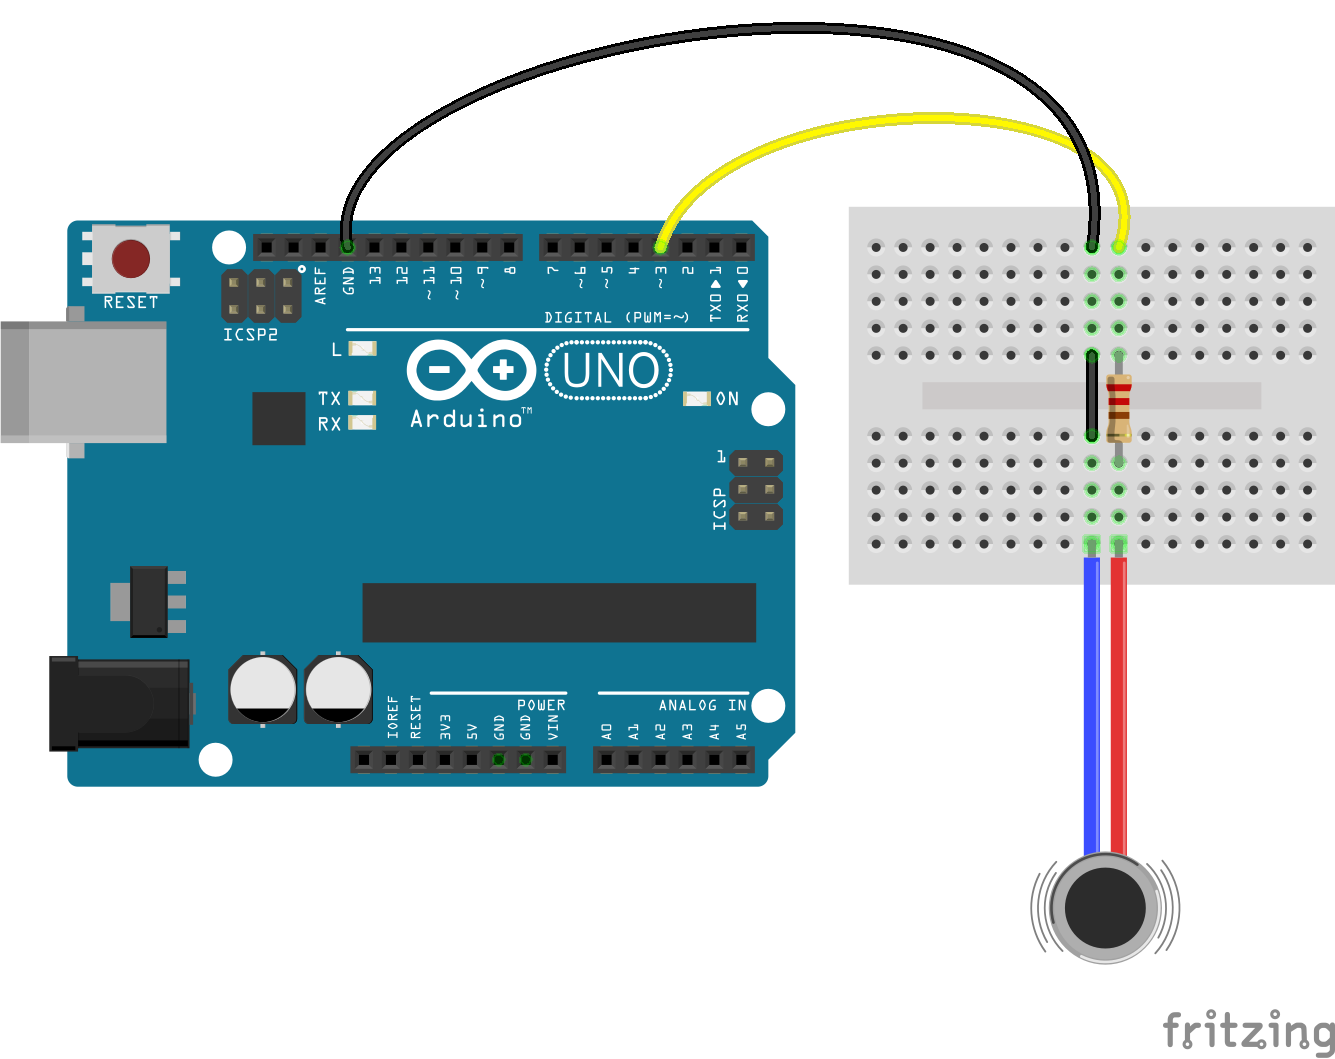 RESET
ICSP2
AREF
GND
13
12
~11
~10
~9
8
7
~6
~5
4
~3
2
TX0▶1
RX0◀0
DIGITAL (PWM=~)
L
TX
RX
UNO
Arduino™
ON
1
ICSP
IOREF
RESET
3V3
5V
GND
GND
VIN
POWER
ANALOG IN
A0
A1
A2
A3
A4
A5
fritzing